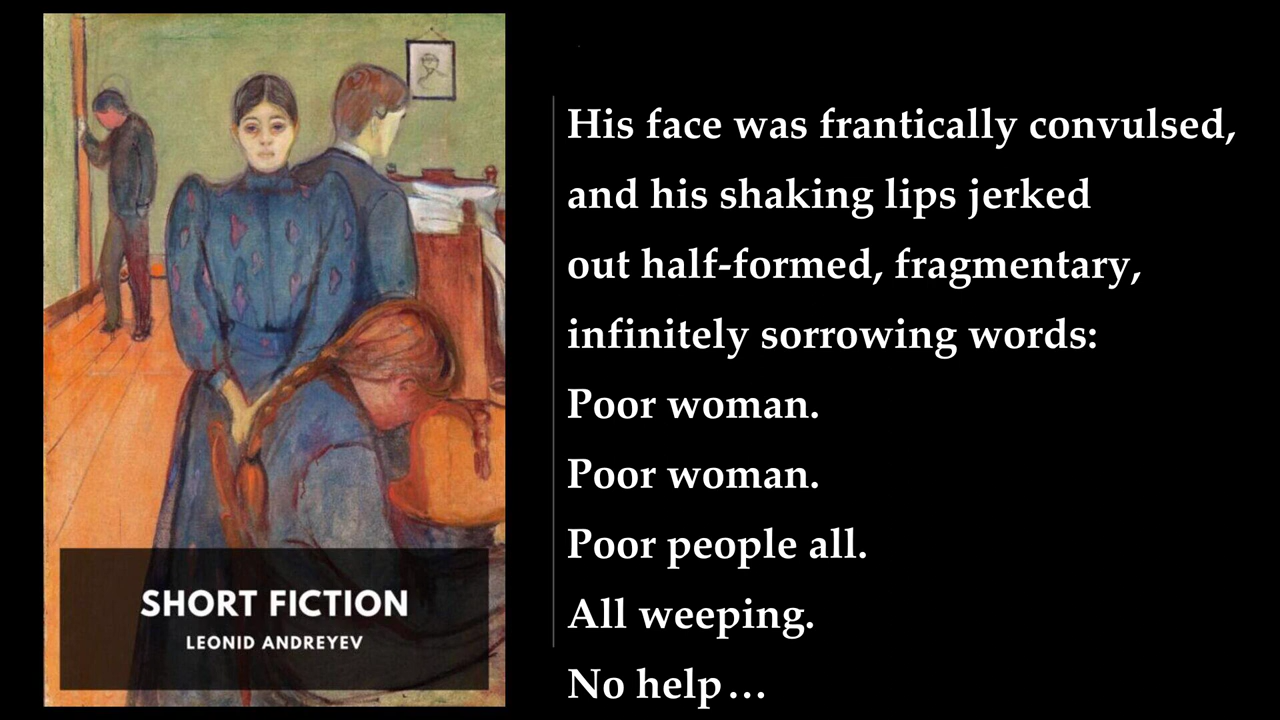 SHORT FICTION
LEONID ANDREYEV
His face was frantically convulsed,
and his shaking lips jerked
out half-formed, fragmentary,
infinitely sorrowing words:
Poor woman.
Poor woman.
Poor people all.
All weeping.
No help…